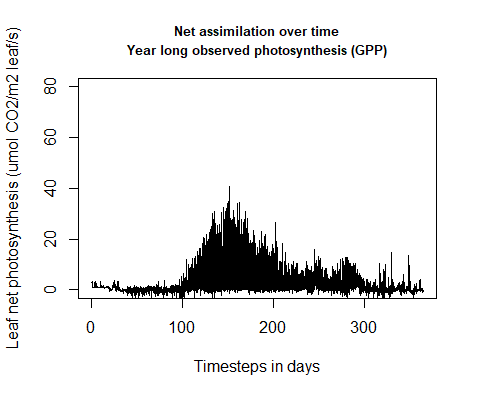 Net assimilation over time
Year long observed photosynthesis (GPP)
Leaf net photosynthesis (umol CO2/m2 leaf/s)
80
60
40
20
0
0 100 200 300
Timesteps in days